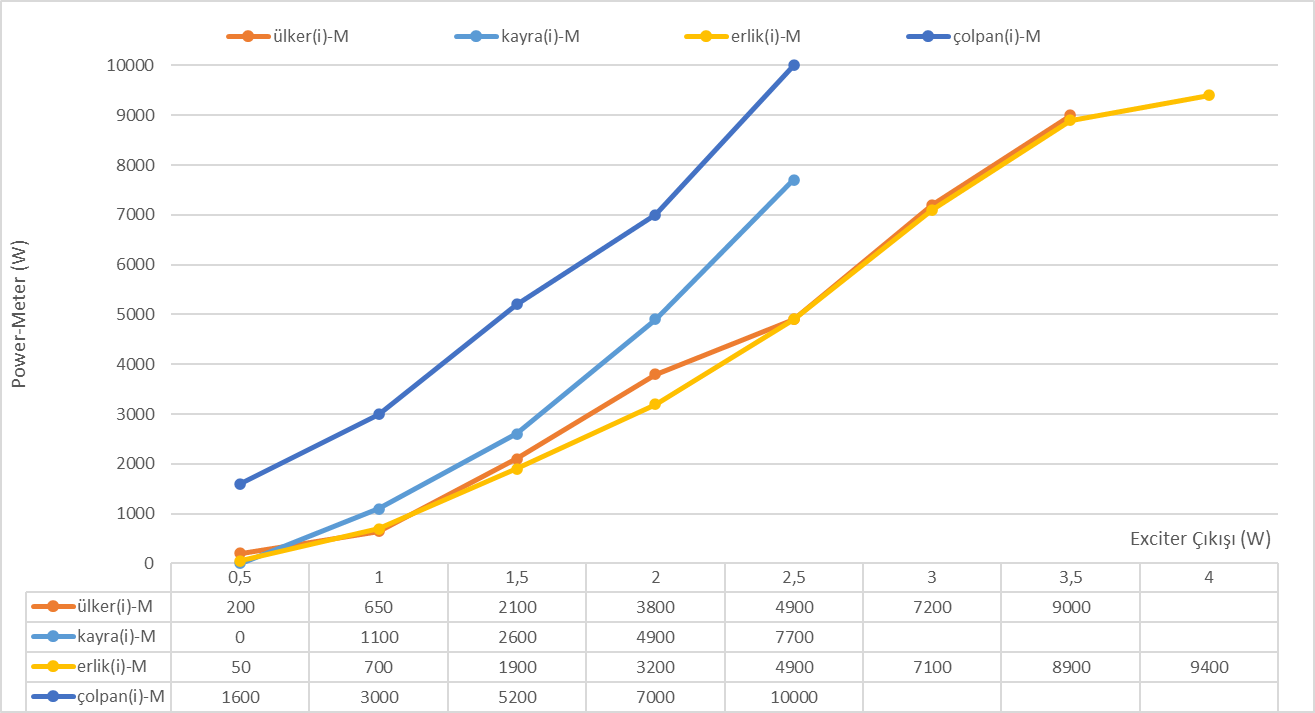 ülker(i)-M kayra(i)-M erlik(i)-M çolpan(i)-M
10000
9000
8000
7000
6000
5000
4000
3000
2000
1000
0
Power-Meter (W)
Exciter Çıkışı (W)
0,5 1 1,5 2 2,5 3 3,5 4
ülker(i)-M 200 650 2100 3800 4900 7200 9000
kayra(i)-M 0 1100 2600 4900 7700
erlik(i)-M 50 700 1900 3200 4900 7100 8900 9400
çolpan(i)-M 1600 3000 5200 7000 10000